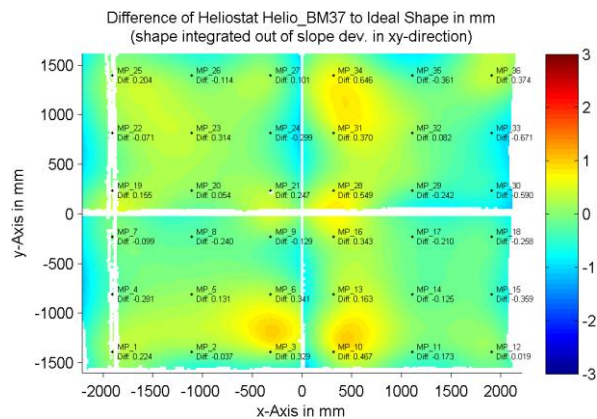 Difference of Heliostat Helio_BM37 to Ideal Shape in mm
(shape integrated out of slope dev. in xy-direction)
y-Axis in mm
1500
1000
500
0
-500
-1000
-1500
MP_25
Diff. 0.204
MP_26
Diff. -0.114
MP_27
Diff. 0.101
MP_34
Diff. 0.646
MP_35
Diff. -0.361
MP_36
Diff. 0.374
MP_22
Diff. -0.071
MP_23
Diff. 0.314
MP_24
Diff. -0.299
MP_31
Diff. 0.370
MP_32
Diff. 0.082
MP_33
Diff. -0.671
MP_19
Diff. 0.155
MP_20
Diff. 0.054
MP_21
Diff. 0.247
MP_28
Diff. 0.549
MP_29
Diff. -0.242
MP_30
Diff. -0.590
MP_7
Diff. -0.099
MP_8
Diff. -0.240
MP_9
Diff. -0.129
MP_16
Diff. 0.343
MP_17
Diff. -0.210
MP_18
Diff. -0.258
MP_4
Diff. -0.281
MP_5
Diff. 0.131
MP_6
Diff. 0.341
MP_13
Diff. 0.163
MP_14
Diff. -0.125
MP_15
Diff. -0.359
MP_1
Diff. 0.224
MP_2
Diff. -0.037
MP_3
Diff. 0.329
MP_10
Diff. 0.467
MP_11
Diff. -0.173
MP_12
Diff. 0.019
-2000 -1500 -1000 -500 0 500 1000 1500 2000
x-Axis in mm
3
2
1
0
-1
-2
-3